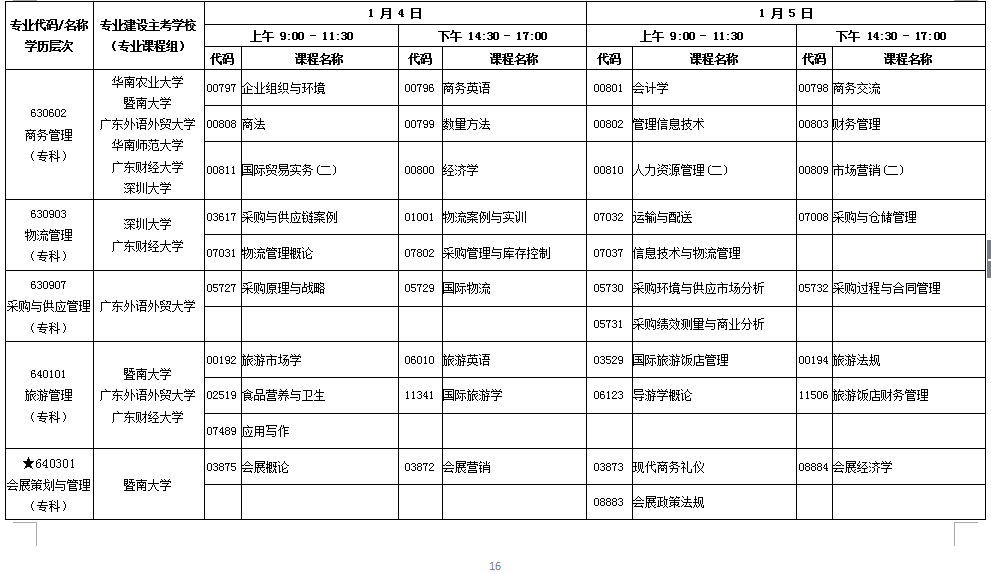 专业代码/名称 专业建设主考学校 1 月 4 日 1 月 5 日
学历层次 （专业课程组） 上午 9:00 - 11:30 下午 14:30 - 17:00 上午 9:00 - 11:30 下午 14:30 - 17:00
代码 课程名称 代码 课程名称 代码 课程名称 代码 课程名称
630602
商务管理
（专科）
华南农业大学
暨南大学
广东外语外贸大学
华南师范大学
广东财经大学
深圳大学
00797 企业组织与环境 00796 商务英语 00801 会计学 00798 商务交流
00808 商法 00799 数量方法 00802 管理信息技术 00803 财务管理
00811 国际贸易实务(二) 00800 经济学 00810 人力资源管理(二) 00809 市场营销(二)
630903
物流管理
（专科）
深圳大学
广东财经大学
03617 采购与供应链案例 01001 物流案例与实训 07032 运输与配送 07008 采购与仓储管理
07031 物流管理概论 07802 采购管理与库存控制 07037 信息技术与物流管理
630907
采购与供应管理
（专科）
广东外语外贸大学
05727 采购原理与战略 05729 国际物流 05730 采购环境与供应市场分析 05732 采购过程与合同管理
05731 采购绩效测量与商业分析
640101
旅游管理
（专科）
暨南大学
广东外语外贸大学
广东财经大学
00192 旅游市场学 06010 旅游英语 03529 国际旅游饭店管理 00194 旅游法规
02519 食品营养与卫生 11341 国际旅游学 06123 导游学概论 11506 旅游饭店财务管理
07489 应用写作
★640301
会展策划与管理
（专科）
暨南大学
03875 会展概论 03872 会展营销 03873 现代商务礼仪 08884 会展经济学
08883 会展政策法规
16